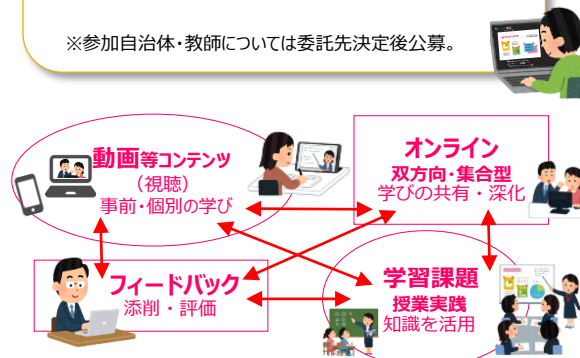 ※参加自治体・教師については委託先決定後公募。
動画等コンテンツ
（視聴）
事前・個別の学び
オンライン
双方向・集合型
学びの共有・深化
フィードバック
添削・評価
学習課題
授業実践
知識を活用